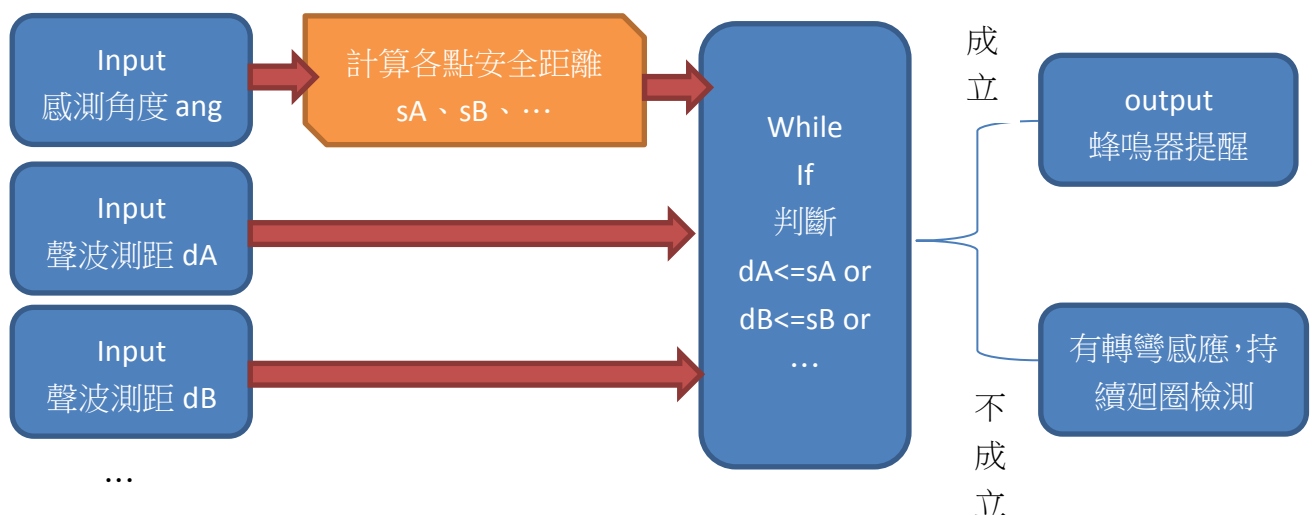 Input
感測角度 ang
計算各點安全距離
sA、sB、…
Input
聲波測距 dA
Input
聲波測距 dB
…
While
If
判斷
dA<=sA or
dB<=sB or
…
成
立
output
蜂鳴器提醒
不
成
立
有轉彎感應，持
續廻圈檢測